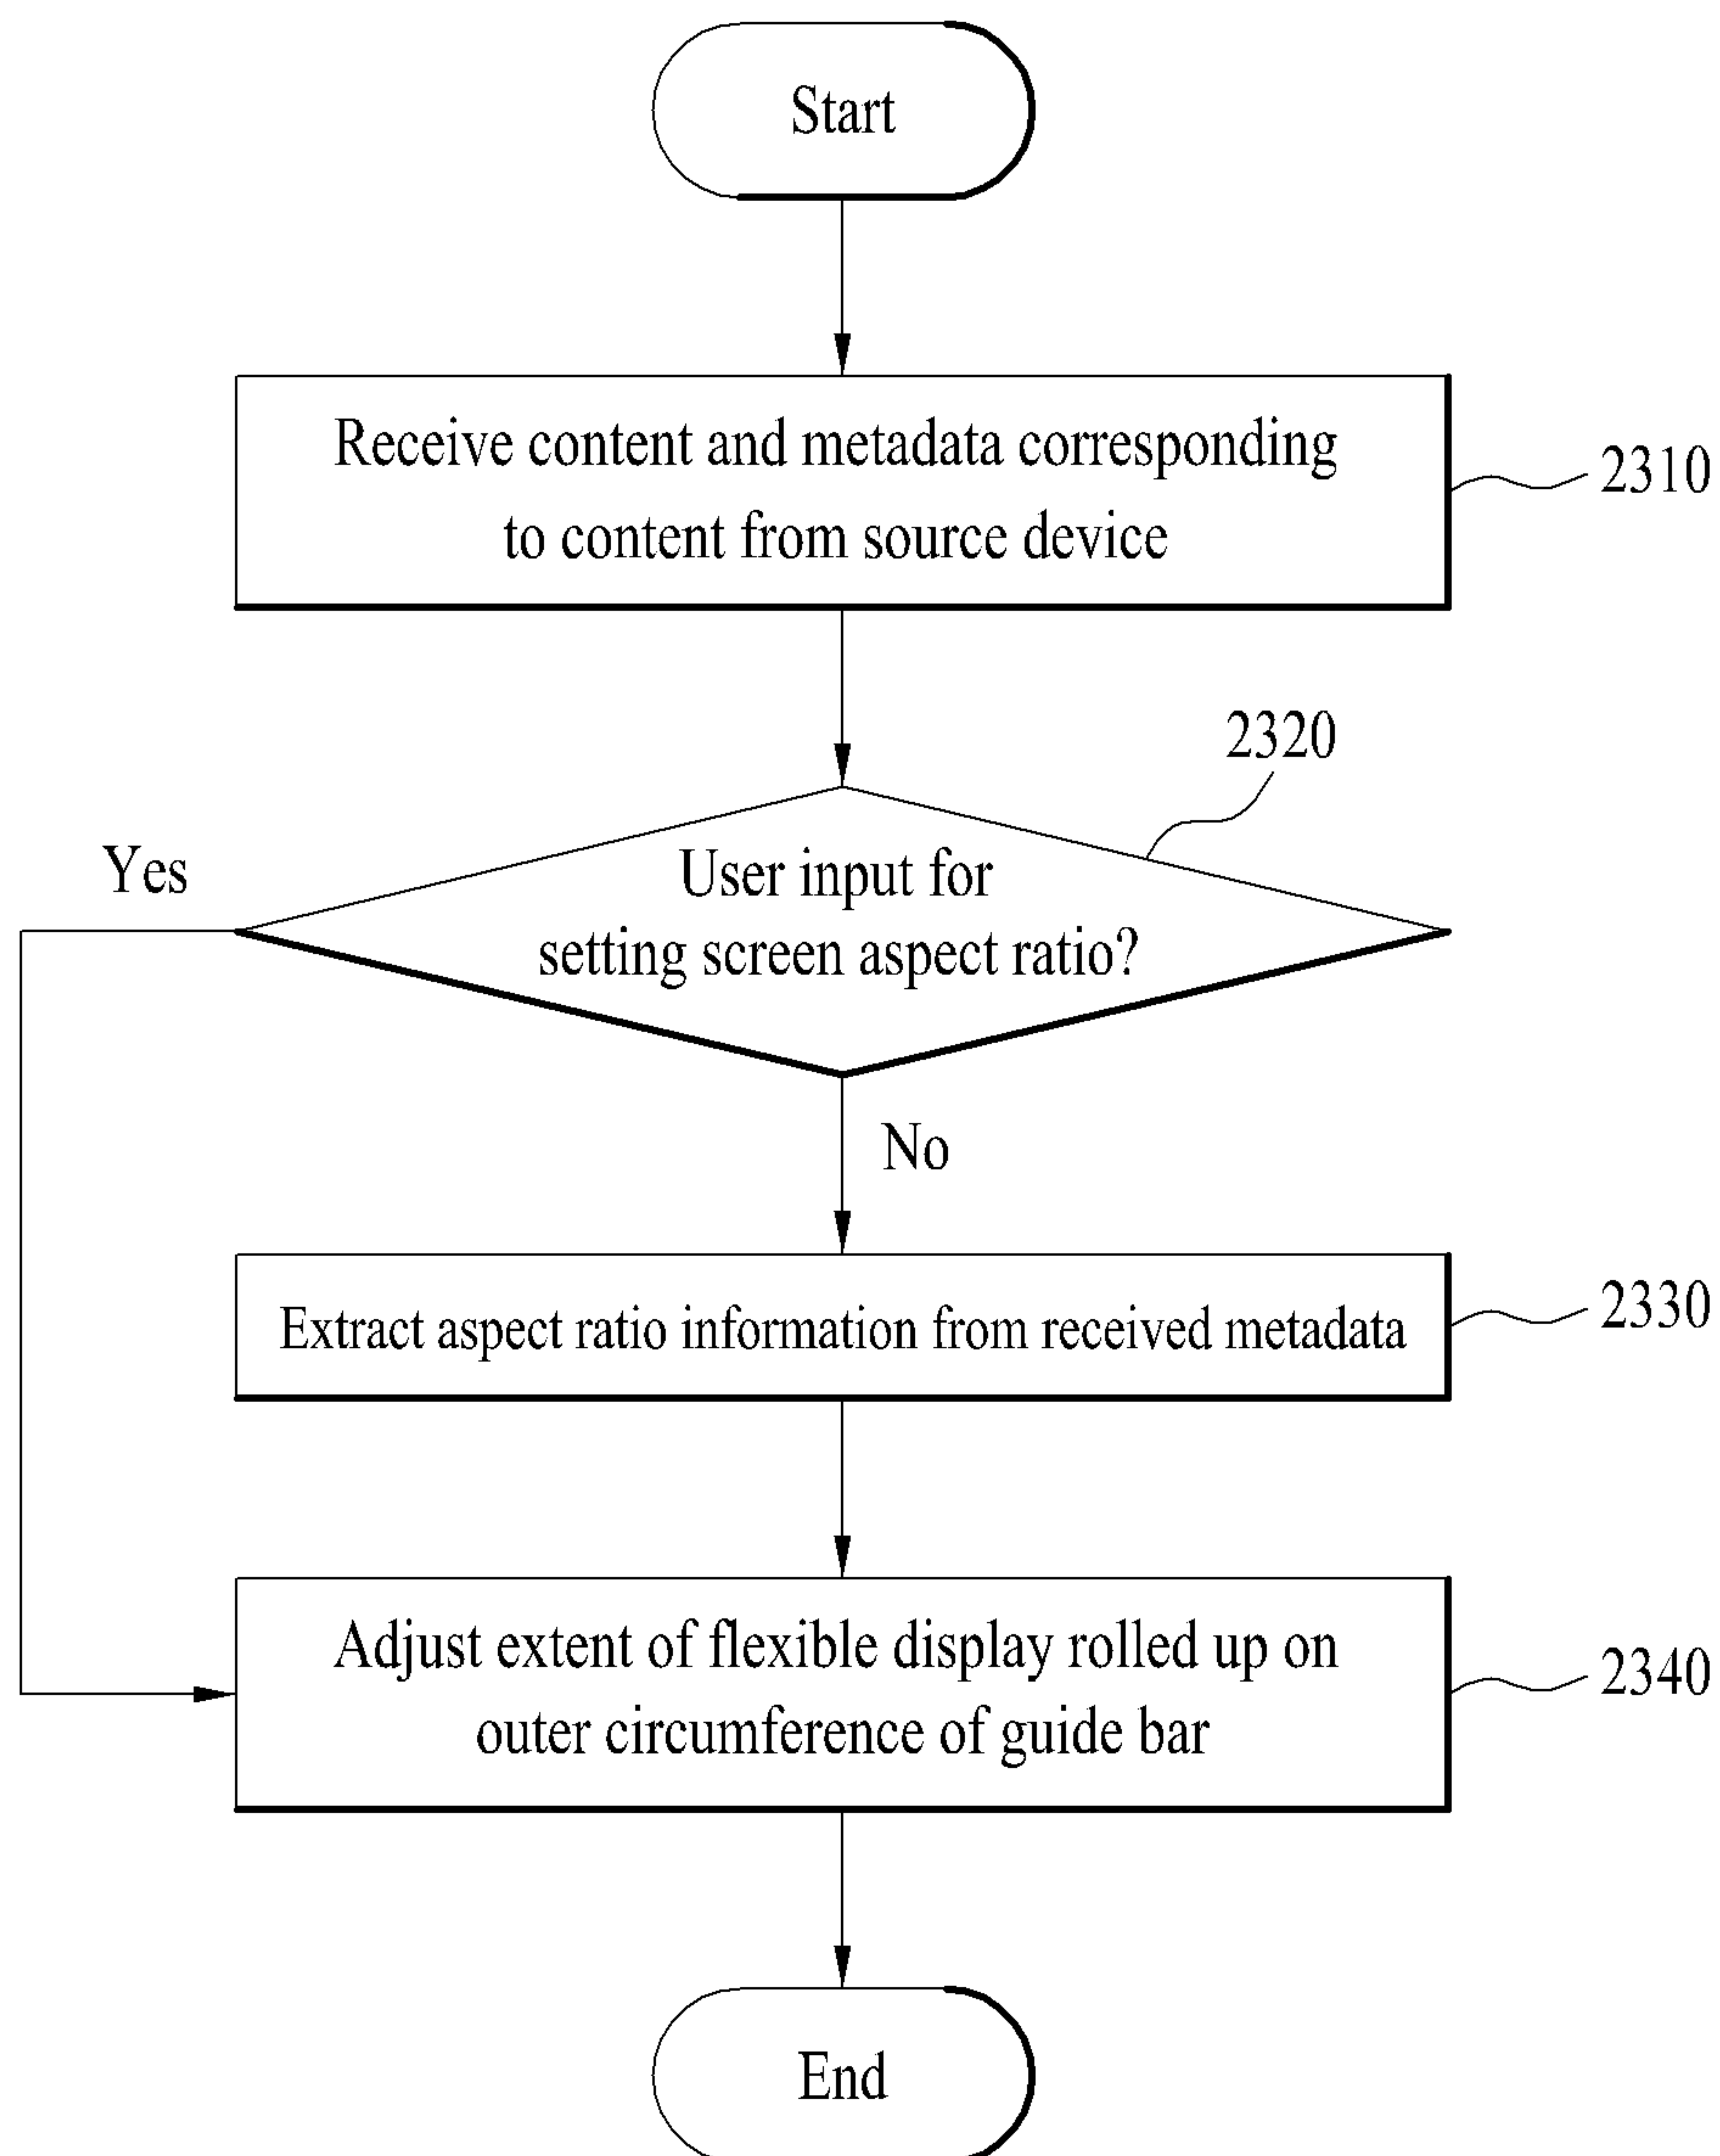 Start
Receive content and metadata corresponding
to content from source device
2310
2320
Yes
User input for
setting screen aspect ratio?
No
Extract aspect ratio information from received metadata
2330
Adjust extent of flexible display rolled up on
outer circumference of guide bar
2340
End